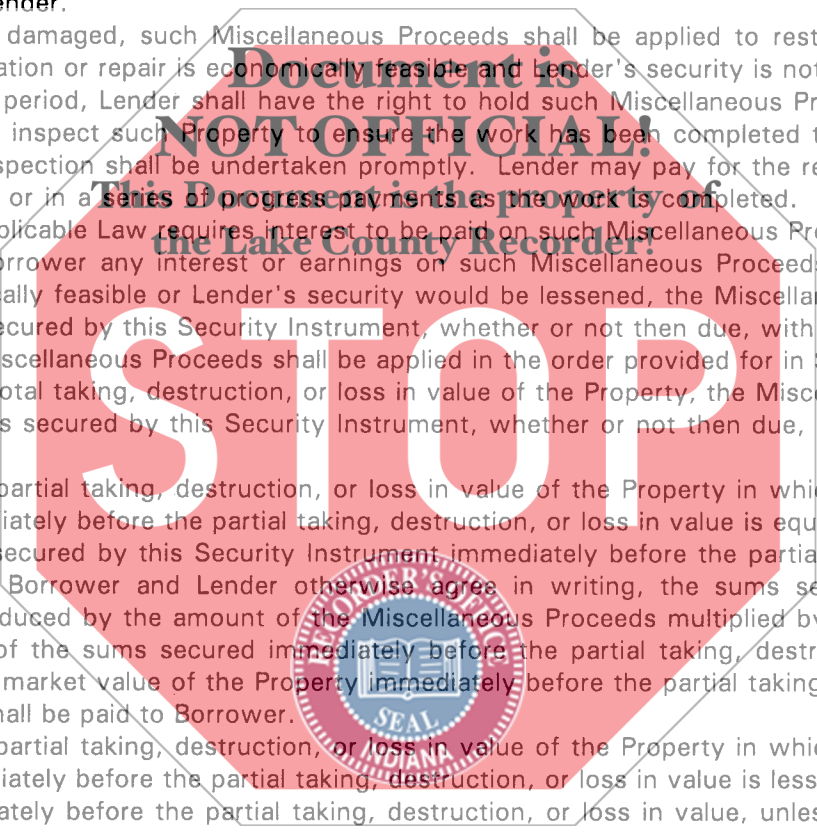 ender.
damaged, such Miscellaneous Proceeds shall be applied to rest
ation or repair is economically feasible and Lender's security is not
period, Lender shall have the right to hold such Miscellaneous Pr
inspect such Property to ensure the work has been completed t
spection shall be undertaken promptly. Lender may pay for the re
or in a series of progress payments as the work is completed.
plicable Law requires interest to be paid on such Miscellaneous Pro
orrower any interest or earnings on such Miscellaneous Proceeds
cally feasible or Lender's security would be lessened, the Miscella
ecured by this Security Instrument, whether or not then due, with
scellaneous Proceeds shall be applied in the order provided for in S
otal taking, destruction, or loss in value of the Property, the Misce
s secured by this Security Instrument, whether or not then due,
partial taking, destruction, or loss in value of the Property in whic
iately before the partial taking, destruction, or loss in value is equ
secured by this Security Instrument immediately before the partia
Borrower and Lender otherwise agree in writing, the sums se
duced by the amount of the Miscellaneous Proceeds multiplied by
of the sums secured immediately before the partial taking, destr
market value of the Property immediately before the partial taking
hall be paid to Borrower.
partial taking, destruction, or loss in value of the Property in whic
diately before the partial taking, destruction, or loss in value is less
ately before the partial taking, destruction, or loss in value, unles
Document is
NOT OFFICIAL!
This Document is the property of
the Lake County Recorder!
STOP
RECORDER'S OFFICE
SEAL
INDIANA